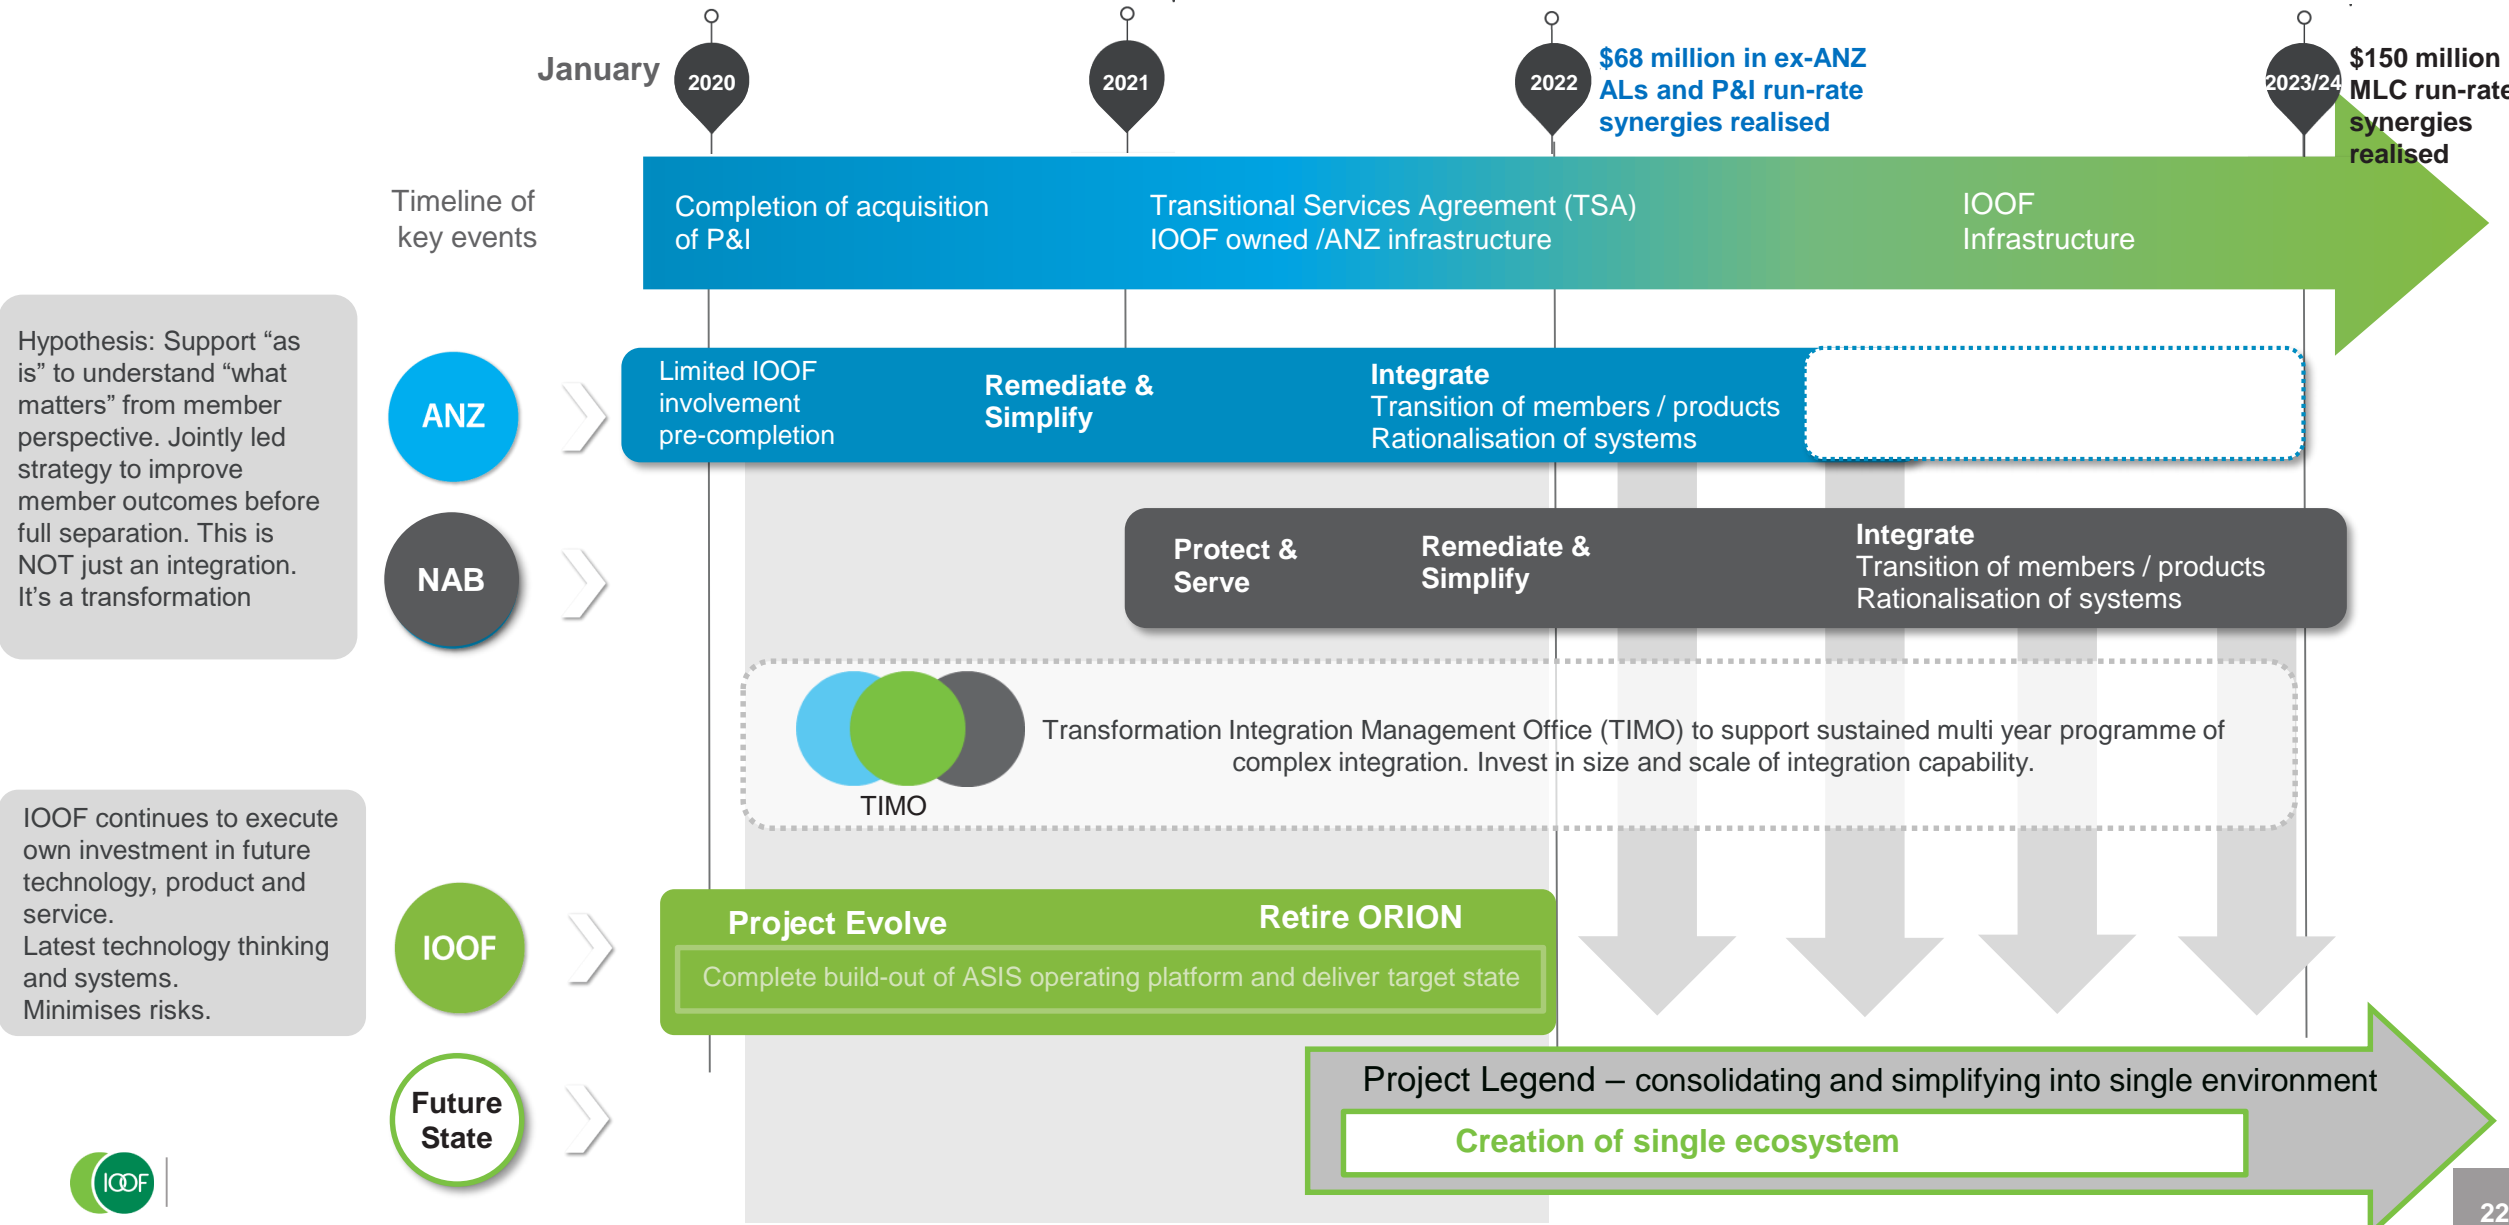 January
2020
2021
2022
$68 million in ex-ANZ
ALs and P&I run-rate
synergies realised
2023/24
$150 million
MLC run-rate
synergies
realised
Timeline of
key events
Completion of acquisition
of P&I
Transitional Services Agreement (TSA)
IOOF owned /ANZ infrastructure
IOOF
Infrastructure
Hypothesis: Support “as
is” to understand “what
matters” from member
perspective. Jointly led
strategy to improve
member outcomes before
full separation. This is
NOT just an integration.
It’s a transformation
ANZ
Limited IOOF
involvement
pre-completion
Remediate &
Simplify
Integrate
Transition of members / products
Rationalisation of systems
NAB
Protect &
Serve
Remediate &
Simplify
Integrate
Transition of members / products
Rationalisation of systems
TIMO
Transformation Integration Management Office (TIMO) to support sustained multi year programme of
complex integration. Invest in size and scale of integration capability.
IOOF continues to execute
own investment in future
technology, product and
service.
Latest technology thinking
and systems.
Minimises risks.
IOOF
Project Evolve
Retire ORION
Complete build-out of ASIS operating platform and deliver target state
Future
State
Project Legend – consolidating and simplifying into single environment
Creation of single ecosystem
IOOF
22